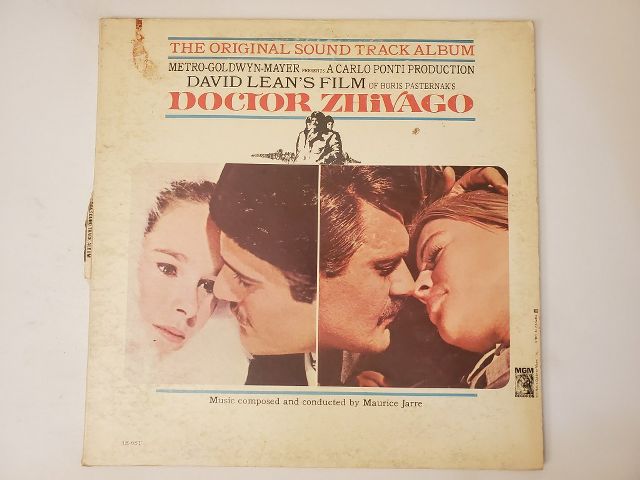 THE ORIGINAL SOUND TRACK ALBUM
METRO-GOLDWYN-MAYER PRESENTS A CARLO PONTI PRODUCTION
DAVID LEAN'S FILM OF BORIS PASTERNAK'S
DOCTOR ZHiVAGO
MGM
RECORDS
Music composed and conducted by Maurice Jarre